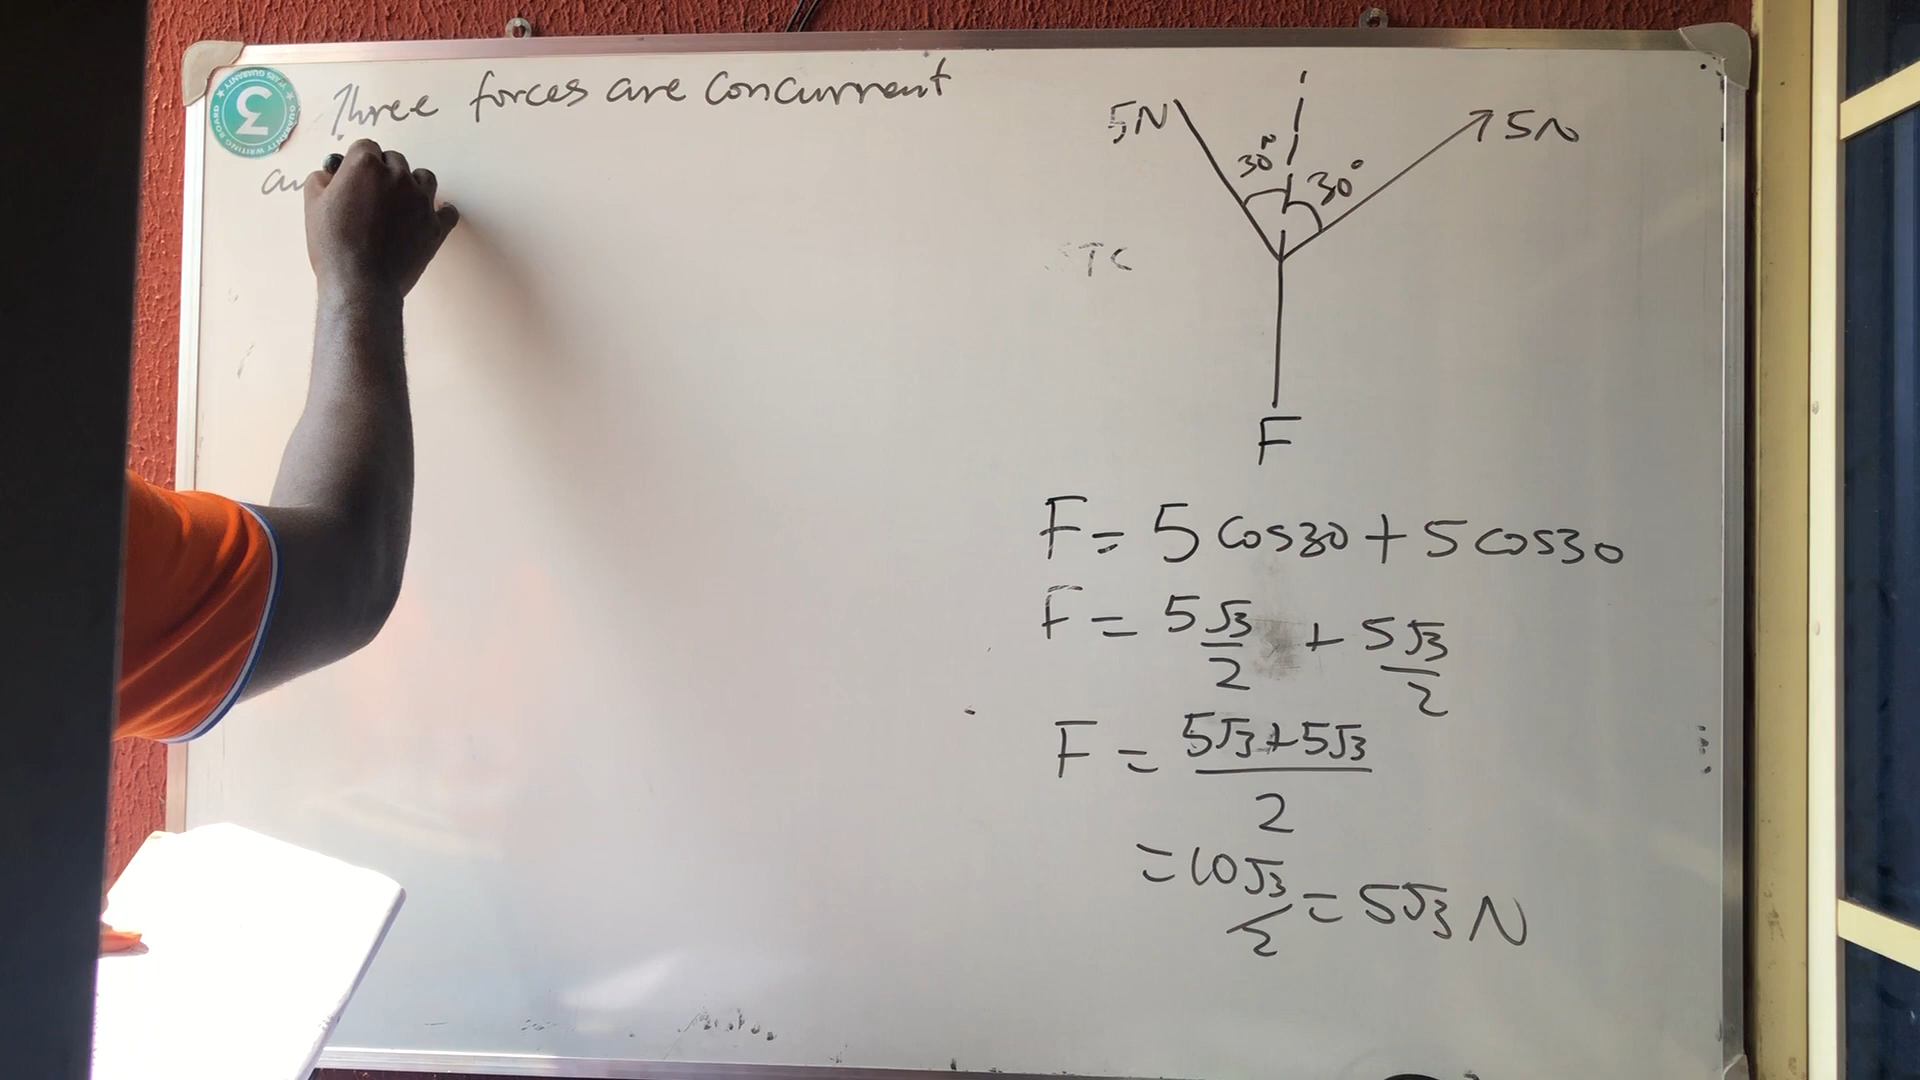 Three forces are concurrent
5N
5N
30°
30°
TC
F
F = 5 cos30 + 5 cos30
F = 5√3/2 + 5√3/2
F = 5√3+5√3/2
= 10√3/2 = 5√3 N